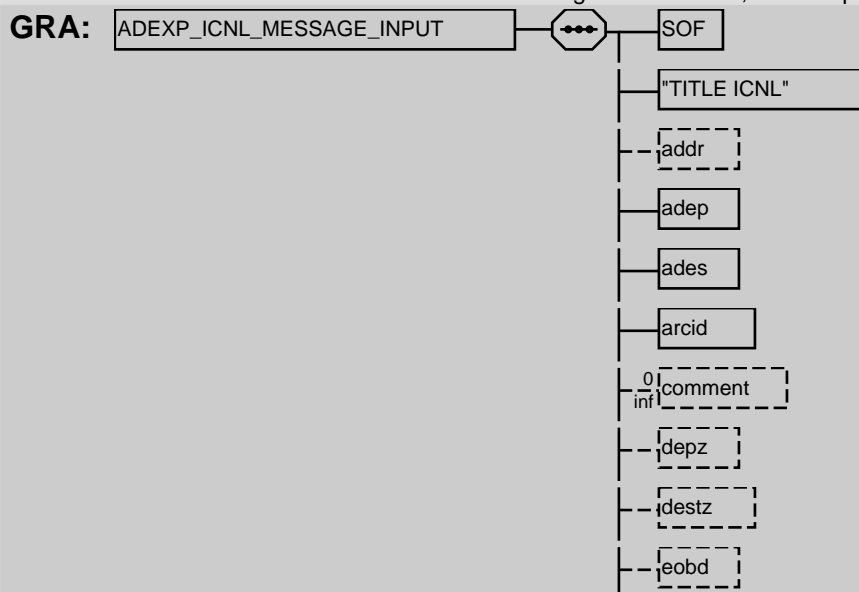 GRA: ADEXP_ICNL_MESSAGE_INPUT SOF
"TITLE ICNL"
addr
adep
ades
arcid
0
inf
comment
depz
destz
eobd